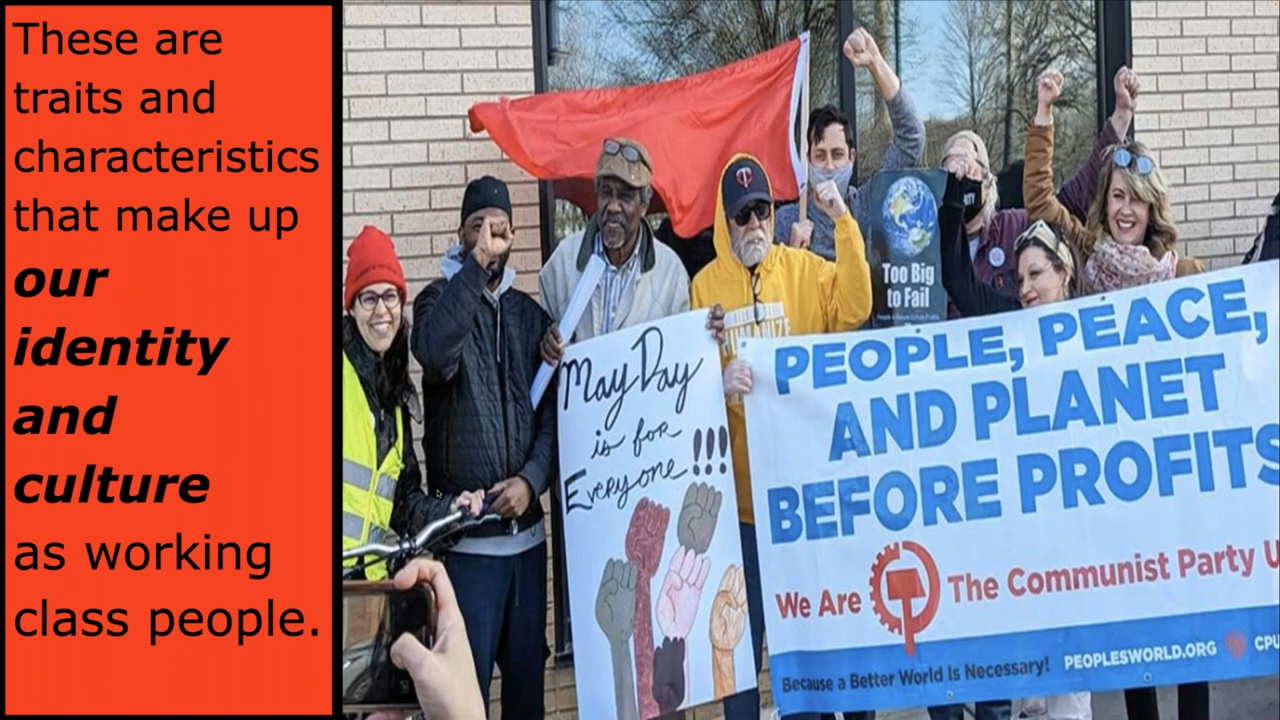 These are
traits and
characteristics
that make up
our
identity
and
culture
as working
class people.
May Day
is for
Everyone!!!
Too Big
to Fail
PEOPLE, PEACE,
AND PLANET
BEFORE PROFITS
We Are The Communist Party U
Because a Better World Is Necessary! PEOPLESWORLD.ORG CPU